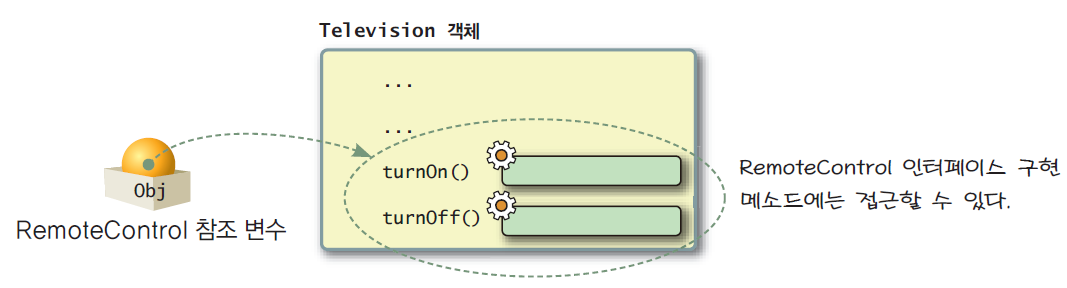 Television 객체
...
...
turnOn()
turnOff()
Obj
RemoteControl 참조 변수
RemoteControl 인터페이스 구현
메소드에는 접근할 수 있다.